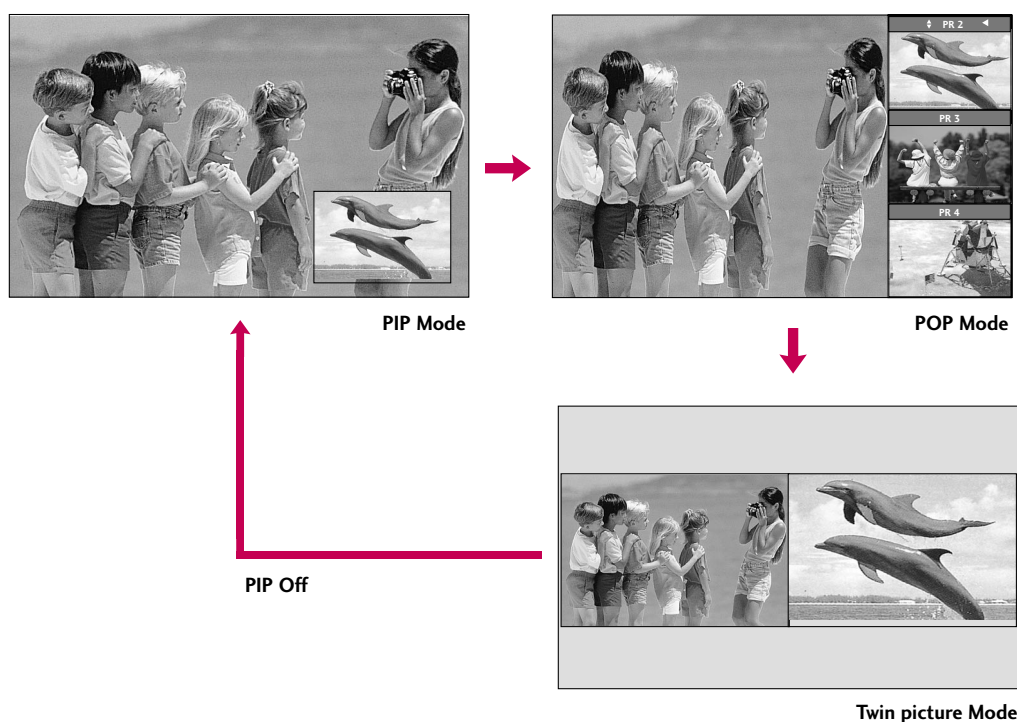 PR 2
PR 3
PR 4
PIP Mode
POP Mode
PIP Off
Twin picture Mode